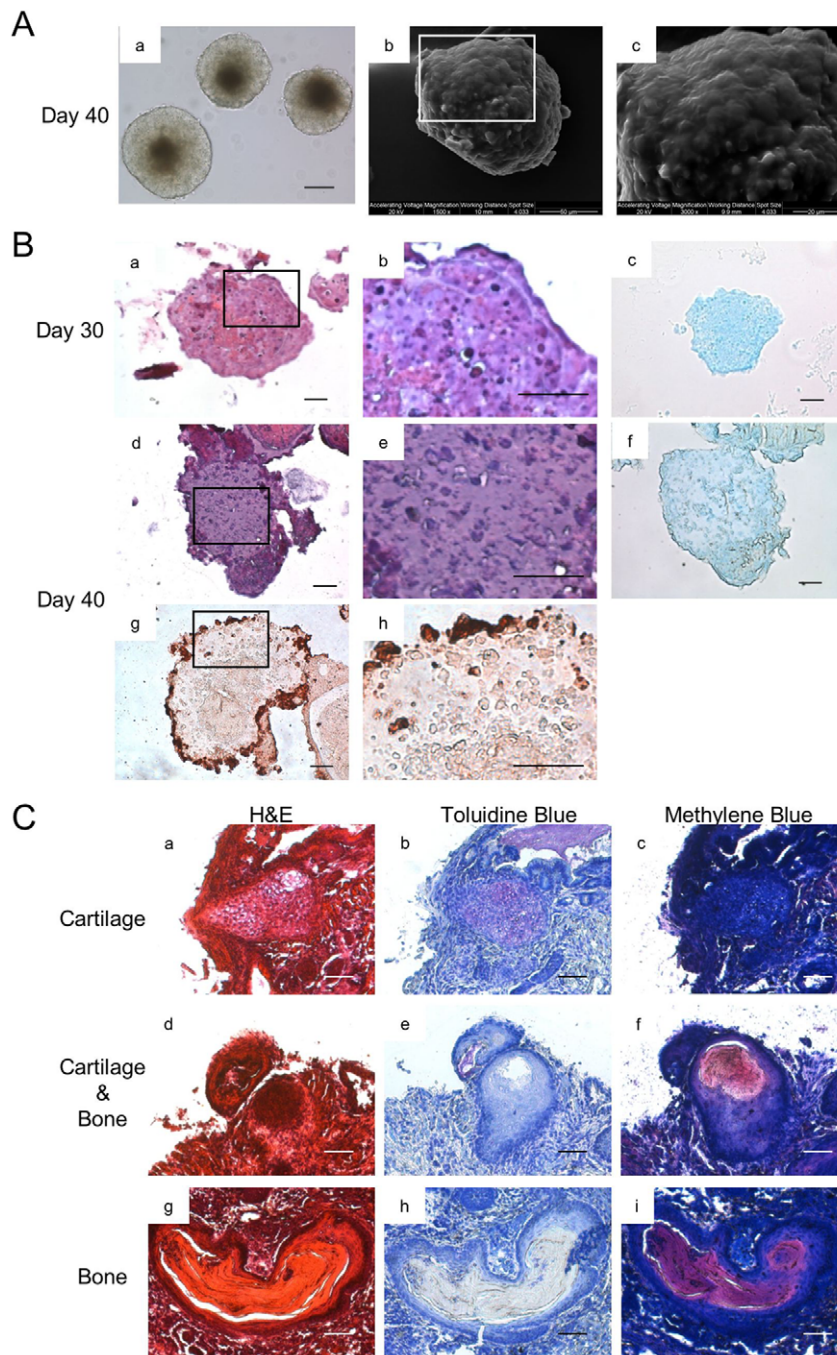 A
a
b
c
Day 40
Accelerating Voltage Magnification Working Distance Spot Size
20 kV 1500 x 10 mm 4.033 50 µm
Accelerating Voltage Magnification Working Distance Spot Size
20 kV 3000 x 9.9 mm 4.033 20 µm
B
a
b
c
Day 30
d
e
f
Day 40
g
h
C
H&E
Toluidine Blue
Methylene Blue
a
b
c
Cartilage
d
e
f
Cartilage
&
Bone
g
h
i
Bone